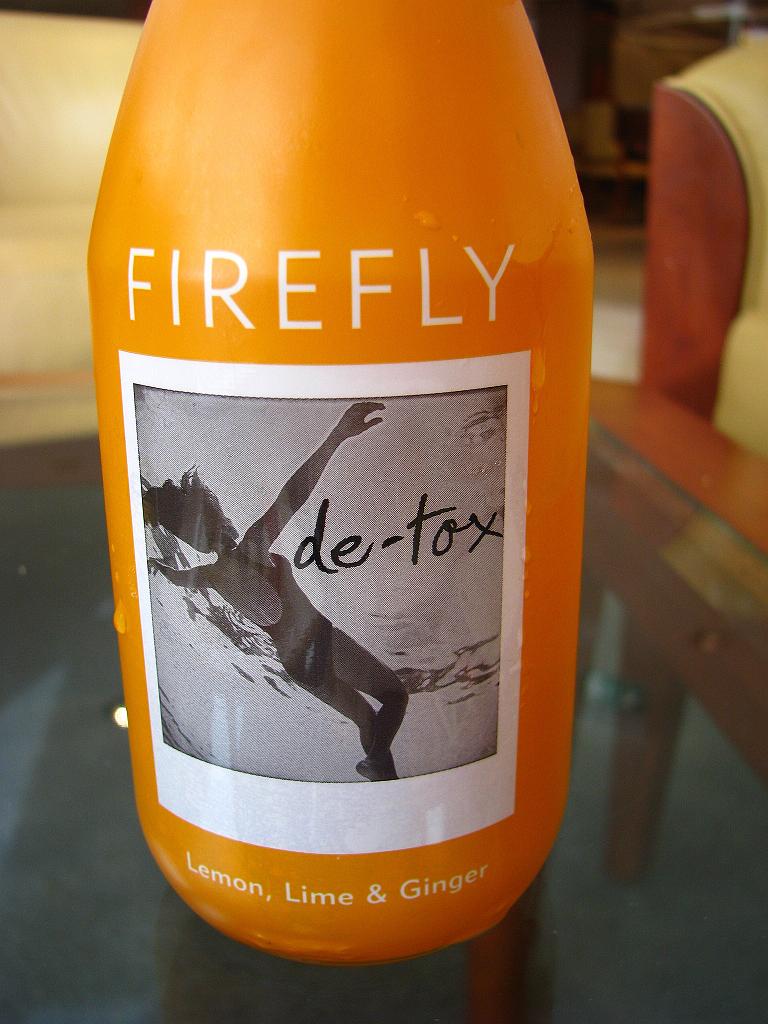 FIREFLY
de-tox
Lemon, Lime & Ginger